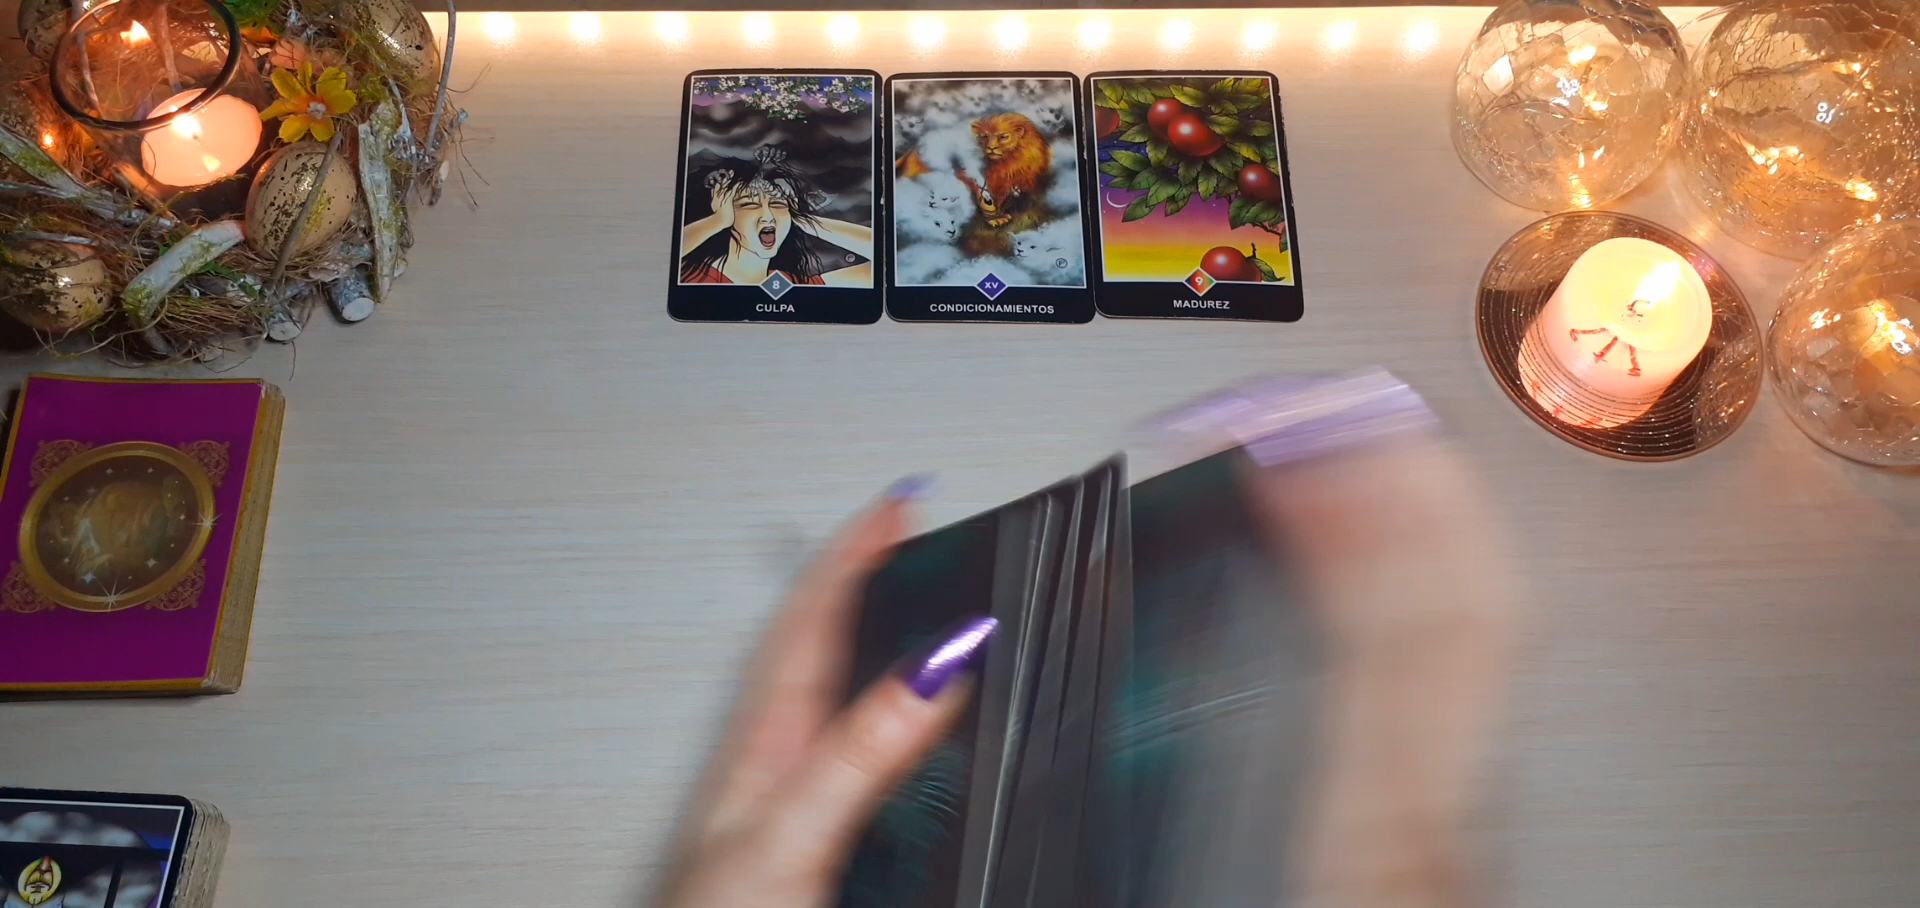 8
CULPA
XV
CONDICIONAMIENTOS
9
MADUREZ